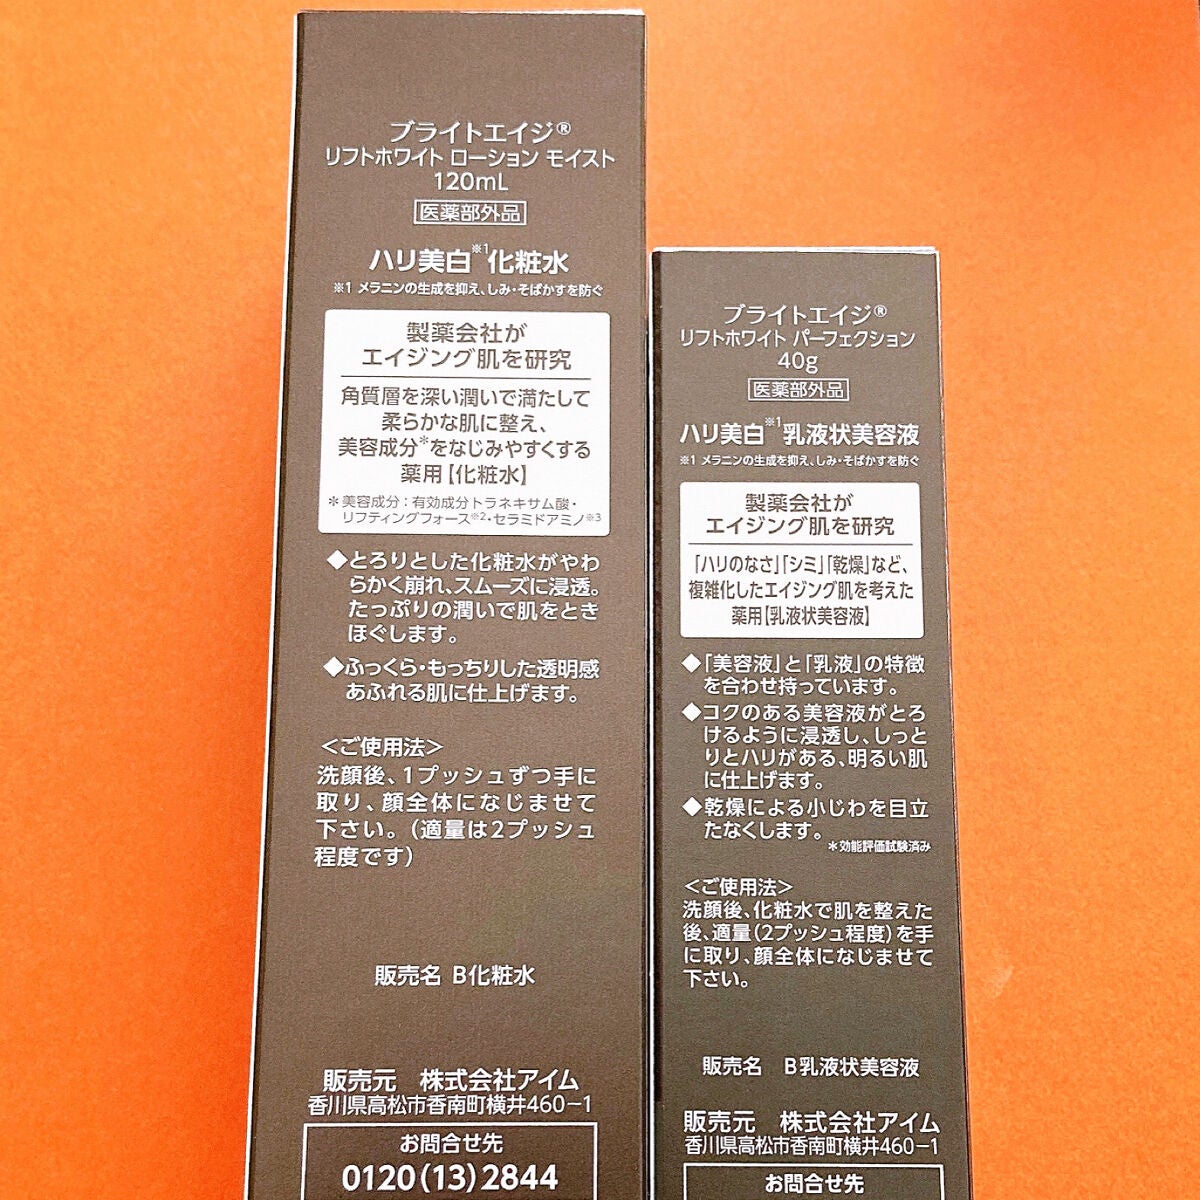 ブライトエイジ®
リフトホワイト ローション モイスト
120mL
医薬部外品
ハリ美白※1化粧水
※1 メラニンの生成を抑え、しみ・そばかすを防ぐ
製薬会社が
エイジング肌を研究
角質層を深い潤いで満たして
柔らかな肌に整え、
美容成分*をなじみやすくする
薬用【化粧水】
*美容成分：有効成分トラネキサム酸・
リフティングフォース※2・セラミドアミノ※3
◆とろりとした化粧水がやわ
らかく崩れ、スムーズに浸透。
たっぷりの潤いで肌をとき
ほぐします。
◆ふっくら・もっちりした透明感
あふれる肌に仕上げます。
＜ご使用法＞
洗顔後、1プッシュずつ手に
取り、顔全体になじませて
下さい。（適量は2プッシュ
程度です）
販売名 B化粧水
販売元 株式会社アイム
香川県高松市香南町横井460−1
お問合せ先
0120(13)2844
ブライトエイジ®
リフトホワイト パーフェクション
40g
医薬部外品
ハリ美白※1乳液状美容液
※1 メラニンの生成を抑え、しみ・そばかすを防ぐ
製薬会社が
エイジング肌を研究
「ハリのなさ」「シミ」「乾燥」など、
複雑化したエイジング肌を考えた
薬用【乳液状美容液】
◆「美容液」と「乳液」の特徴
を合わせ持っています。
◆コクのある美容液がとろ
けるように浸透し、しっと
りとハリがある、明るい肌
に仕上げます。
◆乾燥による小じわを目立
たなくします。
*効能評価試験済み
＜ご使用法＞
洗顔後、化粧水で肌を整えた
後、適量（2プッシュ程度）を手
に取り、顔全体になじませて
下さい。
販売名 B乳液状美容液
販売元 株式会社アイム
香川県高松市香南町横井460−1
お問合せ先